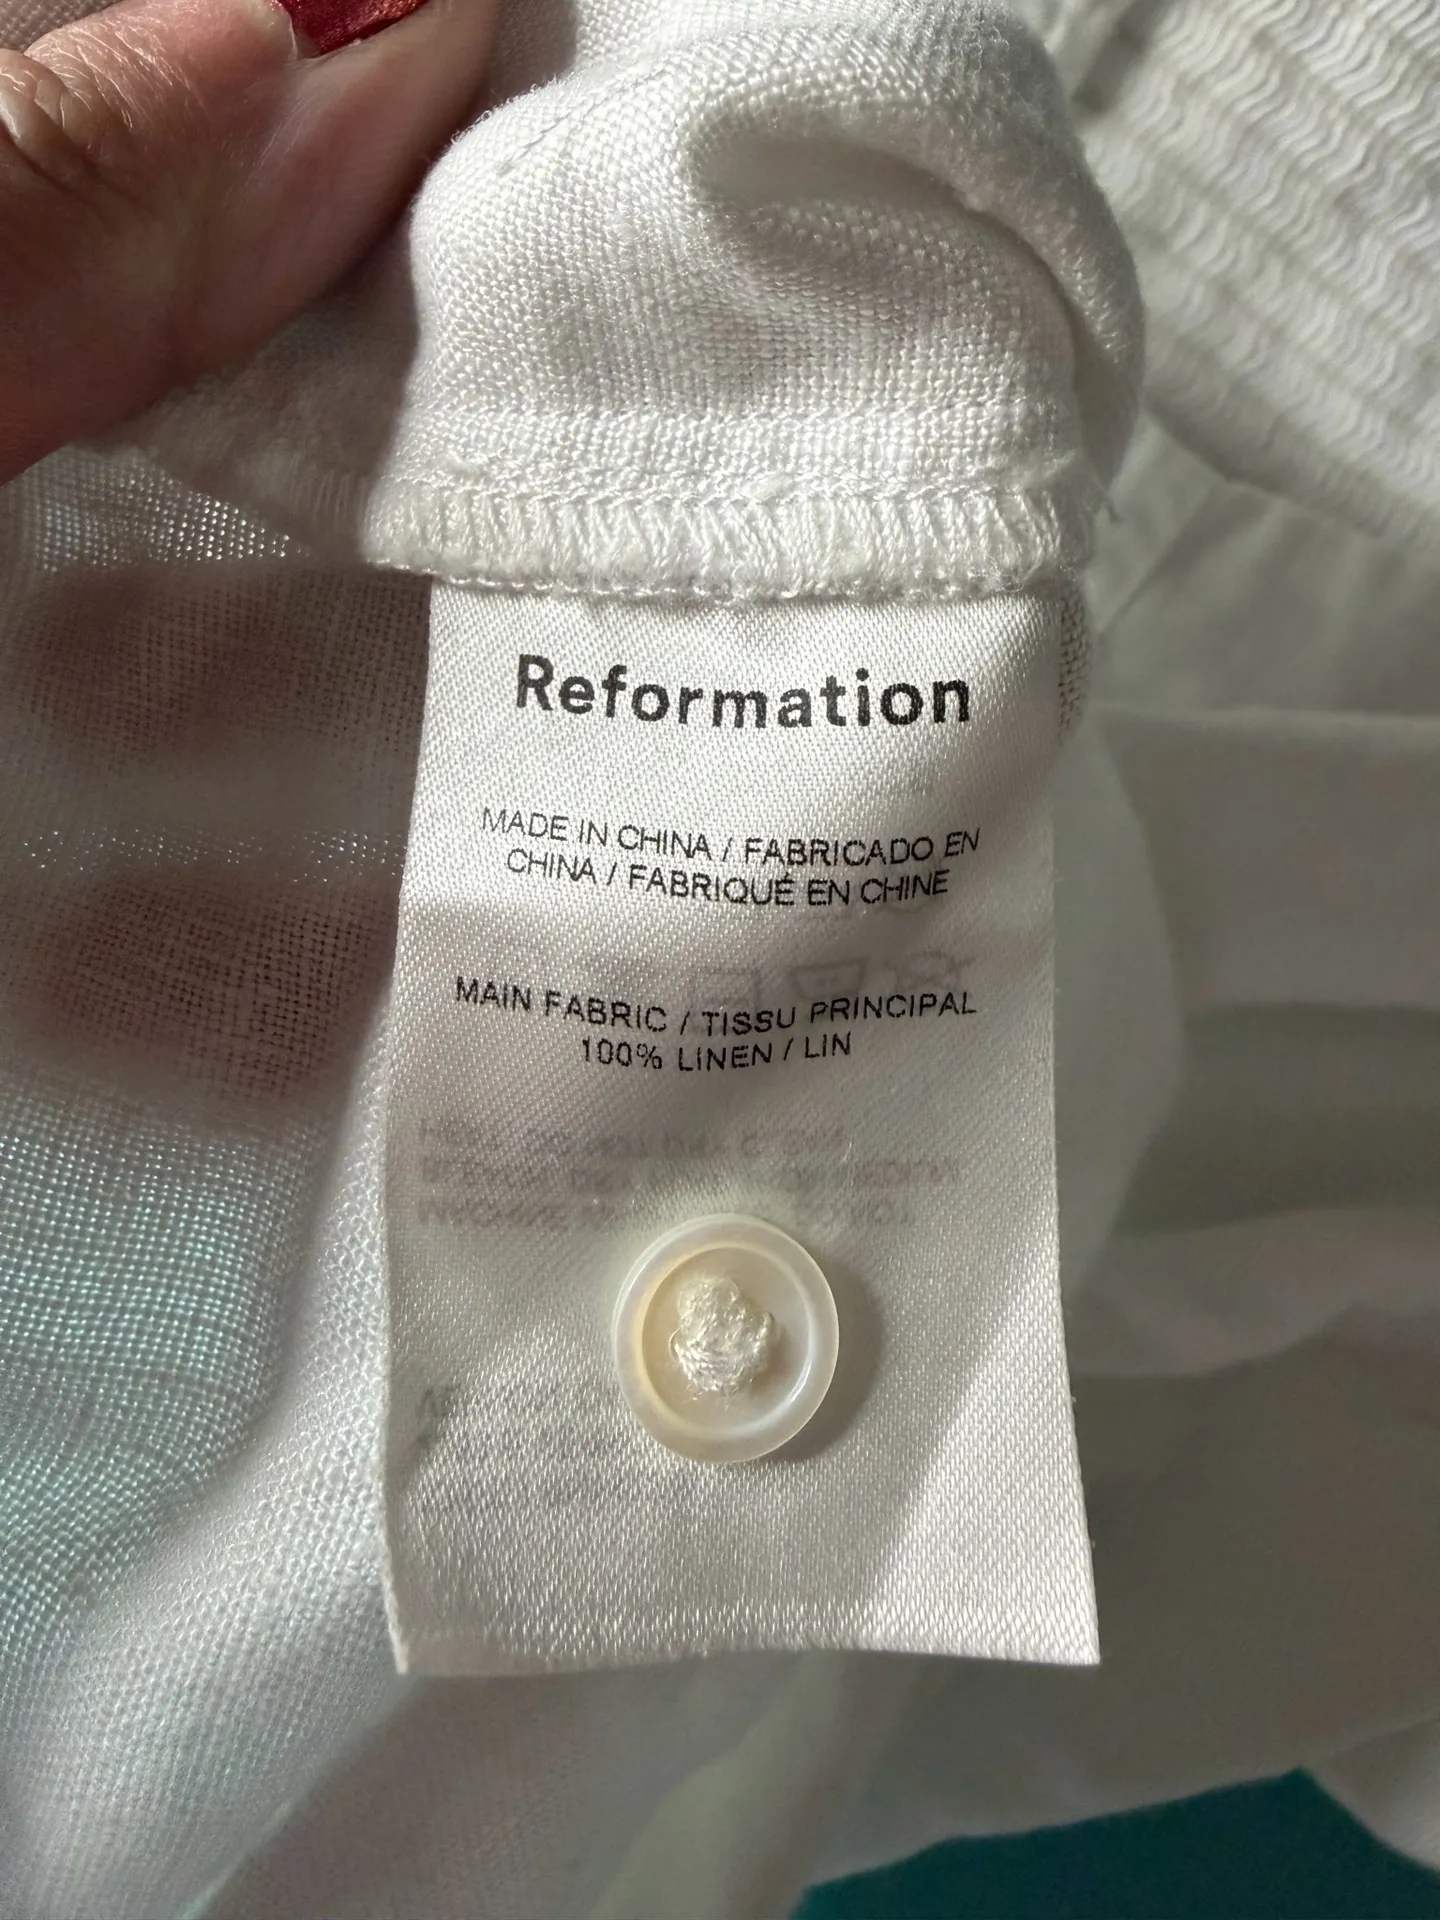 Reformation
MADE IN CHINA / FABRICADO EN
CHINA / FABRIQUÉ EN CHINE
MAIN FABRIC / TISSU PRINCIPAL
100% LINEN / LIN